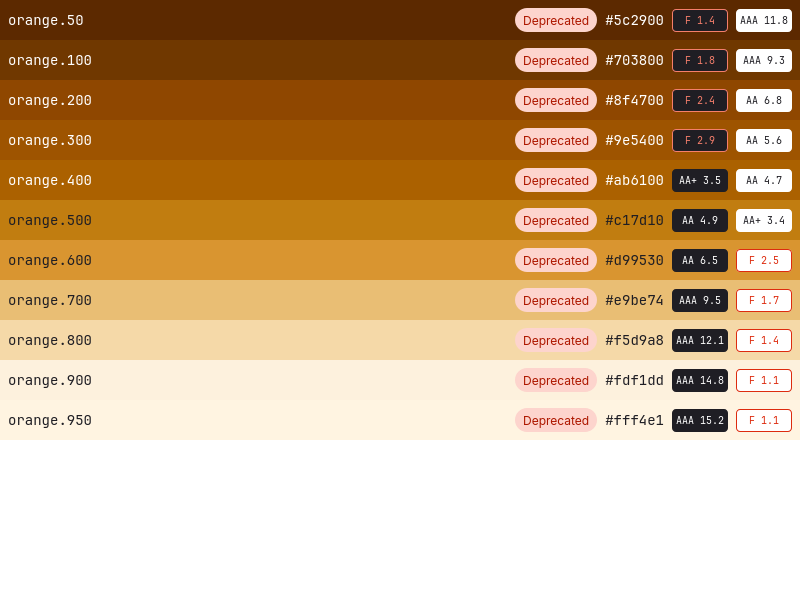 orange.50 Deprecated #5c2900 F 1.4 AAA 11.8
orange.100 Deprecated #703800 F 1.8 AAA 9.3
orange.200 Deprecated #8f4700 F 2.4 AA 6.8
orange.300 Deprecated #9e5400 F 2.9 AA 5.6
orange.400 Deprecated #ab6100 AA+ 3.5 AA 4.7
orange.500 Deprecated #c17d10 AA 4.9 AA+ 3.4
orange.600 Deprecated #d99530 AA 6.5 F 2.5
orange.700 Deprecated #e9be74 AAA 9.5 F 1.7
orange.800 Deprecated #f5d9a8 AAA 12.1 F 1.4
orange.900 Deprecated #fdf1dd AAA 14.8 F 1.1
orange.950 Deprecated #fff4e1 AAA 15.2 F 1.1